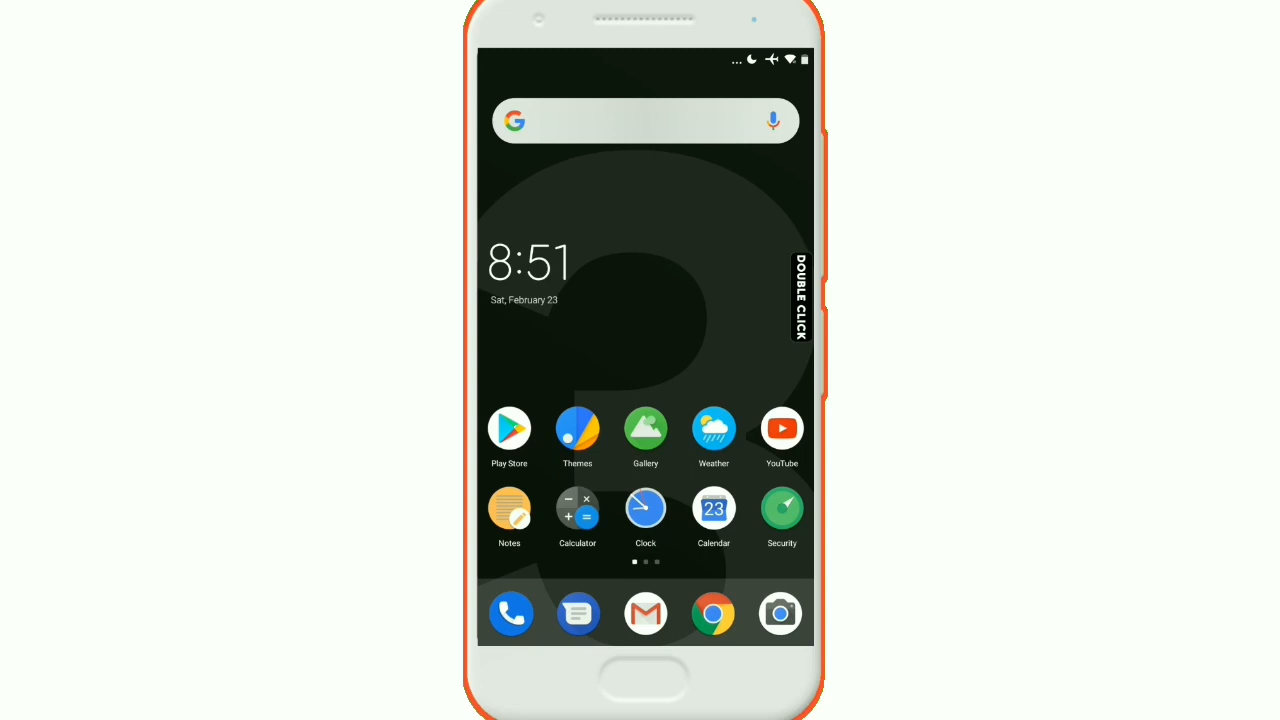 8:51
Sat, February 23
DOUBLE CLICK
Play Store
Themes
Gallery
Weather
YouTube
Notes
Calculator
Clock
23
Calendar
Security